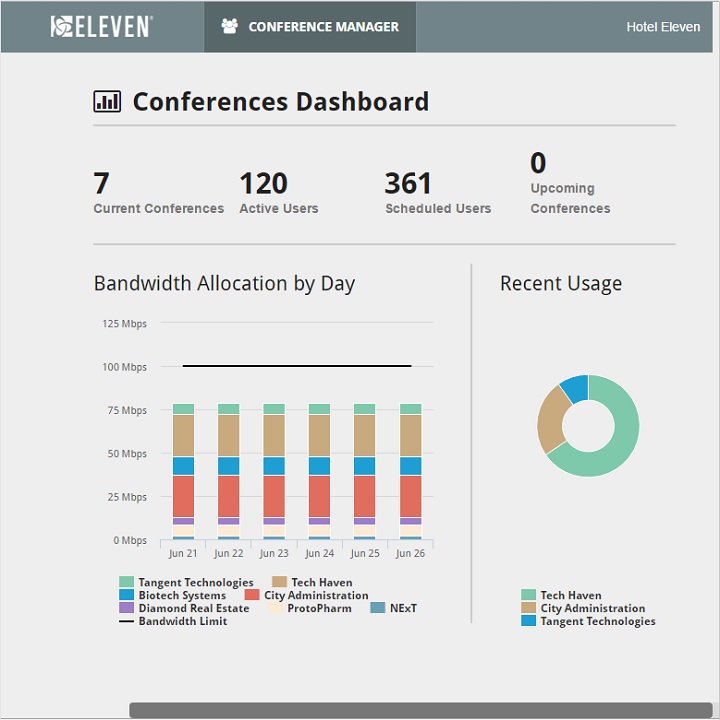 ELEVEN®
CONFERENCE MANAGER
Hotel Eleven
Conferences Dashboard
7
Current Conferences
120
Active Users
361
Scheduled Users
0
Upcoming
Conferences
Bandwidth Allocation by Day
125 Mbps
100 Mbps
75 Mbps
50 Mbps
25 Mbps
0 Mbps
Jun 21 Jun 22 Jun 23 Jun 24 Jun 25 Jun 26
Tangent Technologies Tech Haven
Biotech Systems City Administration
Diamond Real Estate ProtoPharm NExT
Bandwidth Limit
Recent Usage
Tech Haven
City Administration
Tangent Technologies